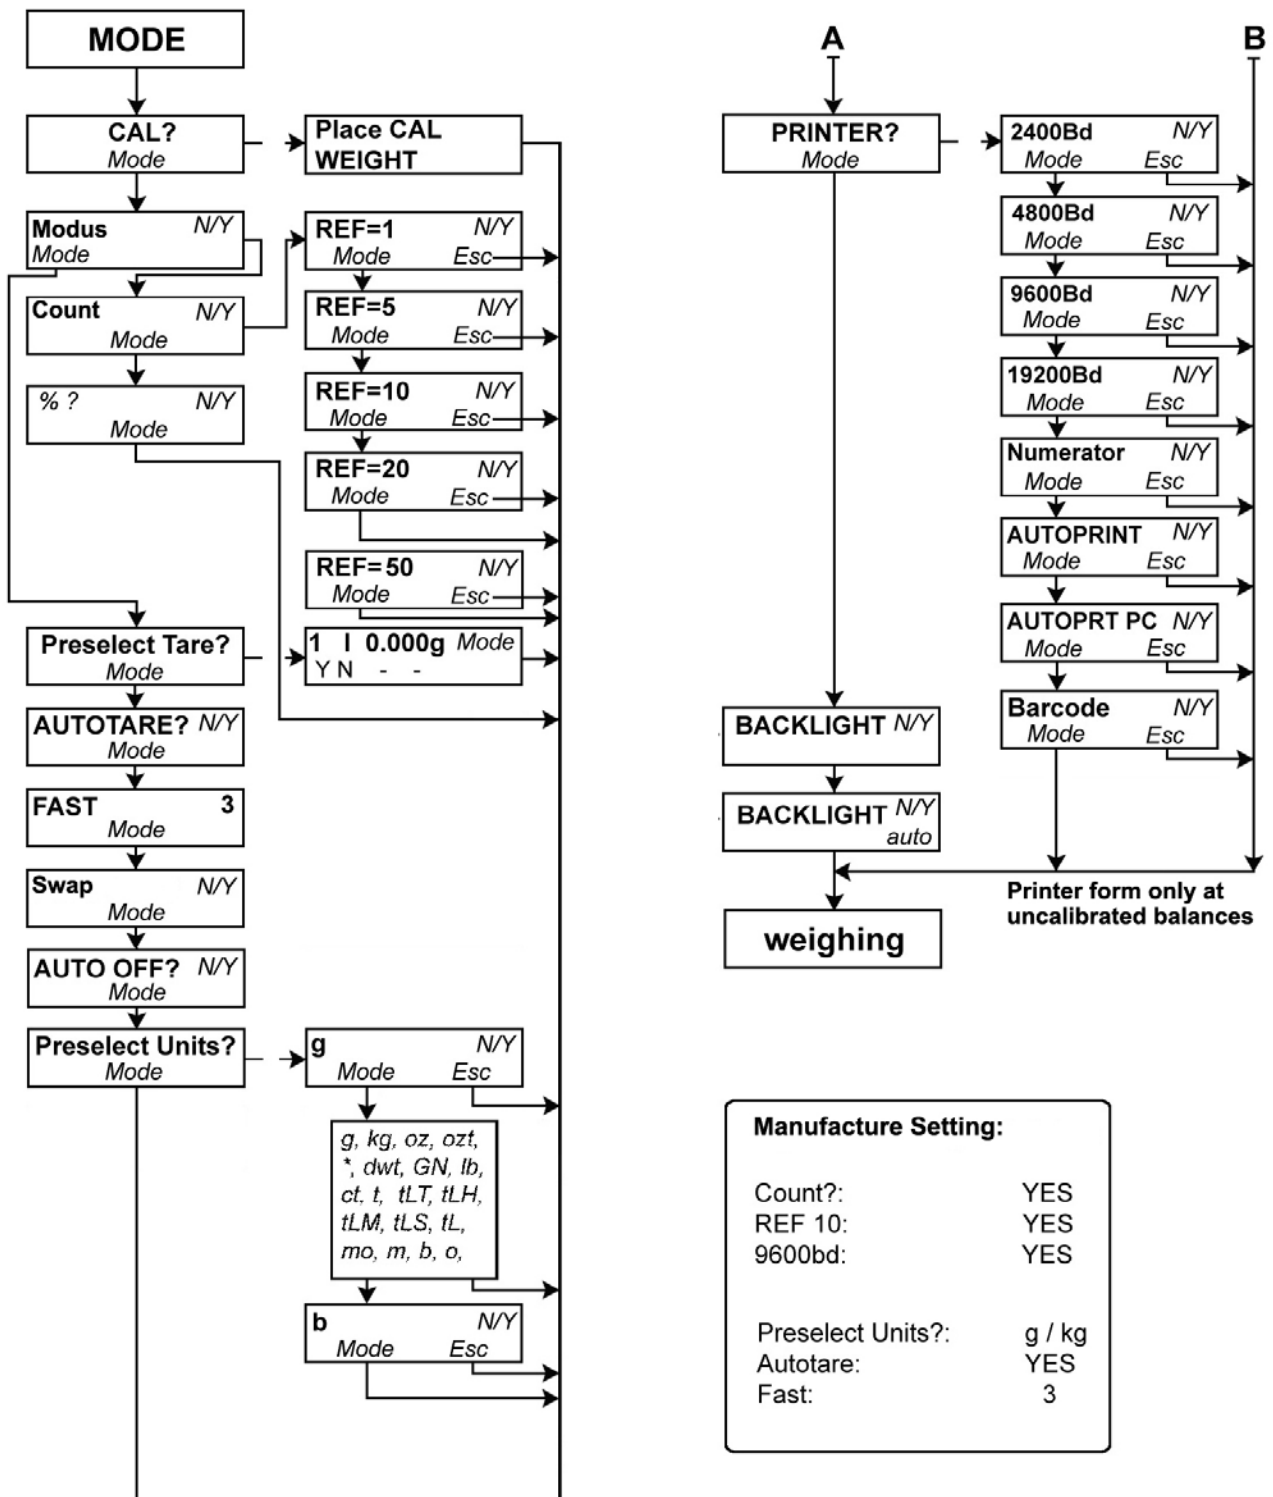 MODE
CAL?
Mode
Place CAL
WEIGHT
Modus N/Y
Mode
Count N/Y
Mode
% ? N/Y
Mode
REF=1 N/Y
Mode Esc
REF=5 N/Y
Mode Esc
REF=10 N/Y
Mode Esc
REF=20 N/Y
Mode Esc
REF=50 N/Y
Mode Esc
Preselect Tare?
Mode
1 I 0.000g Mode
Y N - -
AUTOTARE? N/Y
Mode
FAST 3
Mode
Swap N/Y
Mode
AUTO OFF? N/Y
Mode
Preselect Units?
Mode
g N/Y
Mode Esc
g, kg, oz, ozt,
*, dwt, GN, lb,
ct, t, tLT, tLH,
tLM, tLS, tL,
mo, m, b, o,
b N/Y
Mode Esc
A
B
PRINTER?
Mode
2400Bd N/Y
Mode Esc
4800Bd N/Y
Mode Esc
9600Bd N/Y
Mode Esc
19200Bd N/Y
Mode Esc
Numerator N/Y
Mode Esc
AUTOPRINT N/Y
Mode Esc
AUTOPRT PC N/Y
Mode Esc
Barcode N/Y
Mode Esc
BACKLIGHT N/Y
BACKLIGHT N/Y
auto
Printer form only at
uncalibrated balances
weighing
Manufacture Setting:
Count?: YES
REF 10: YES
9600bd: YES
Preselect Units?: g / kg
Autotare: YES
Fast: 3